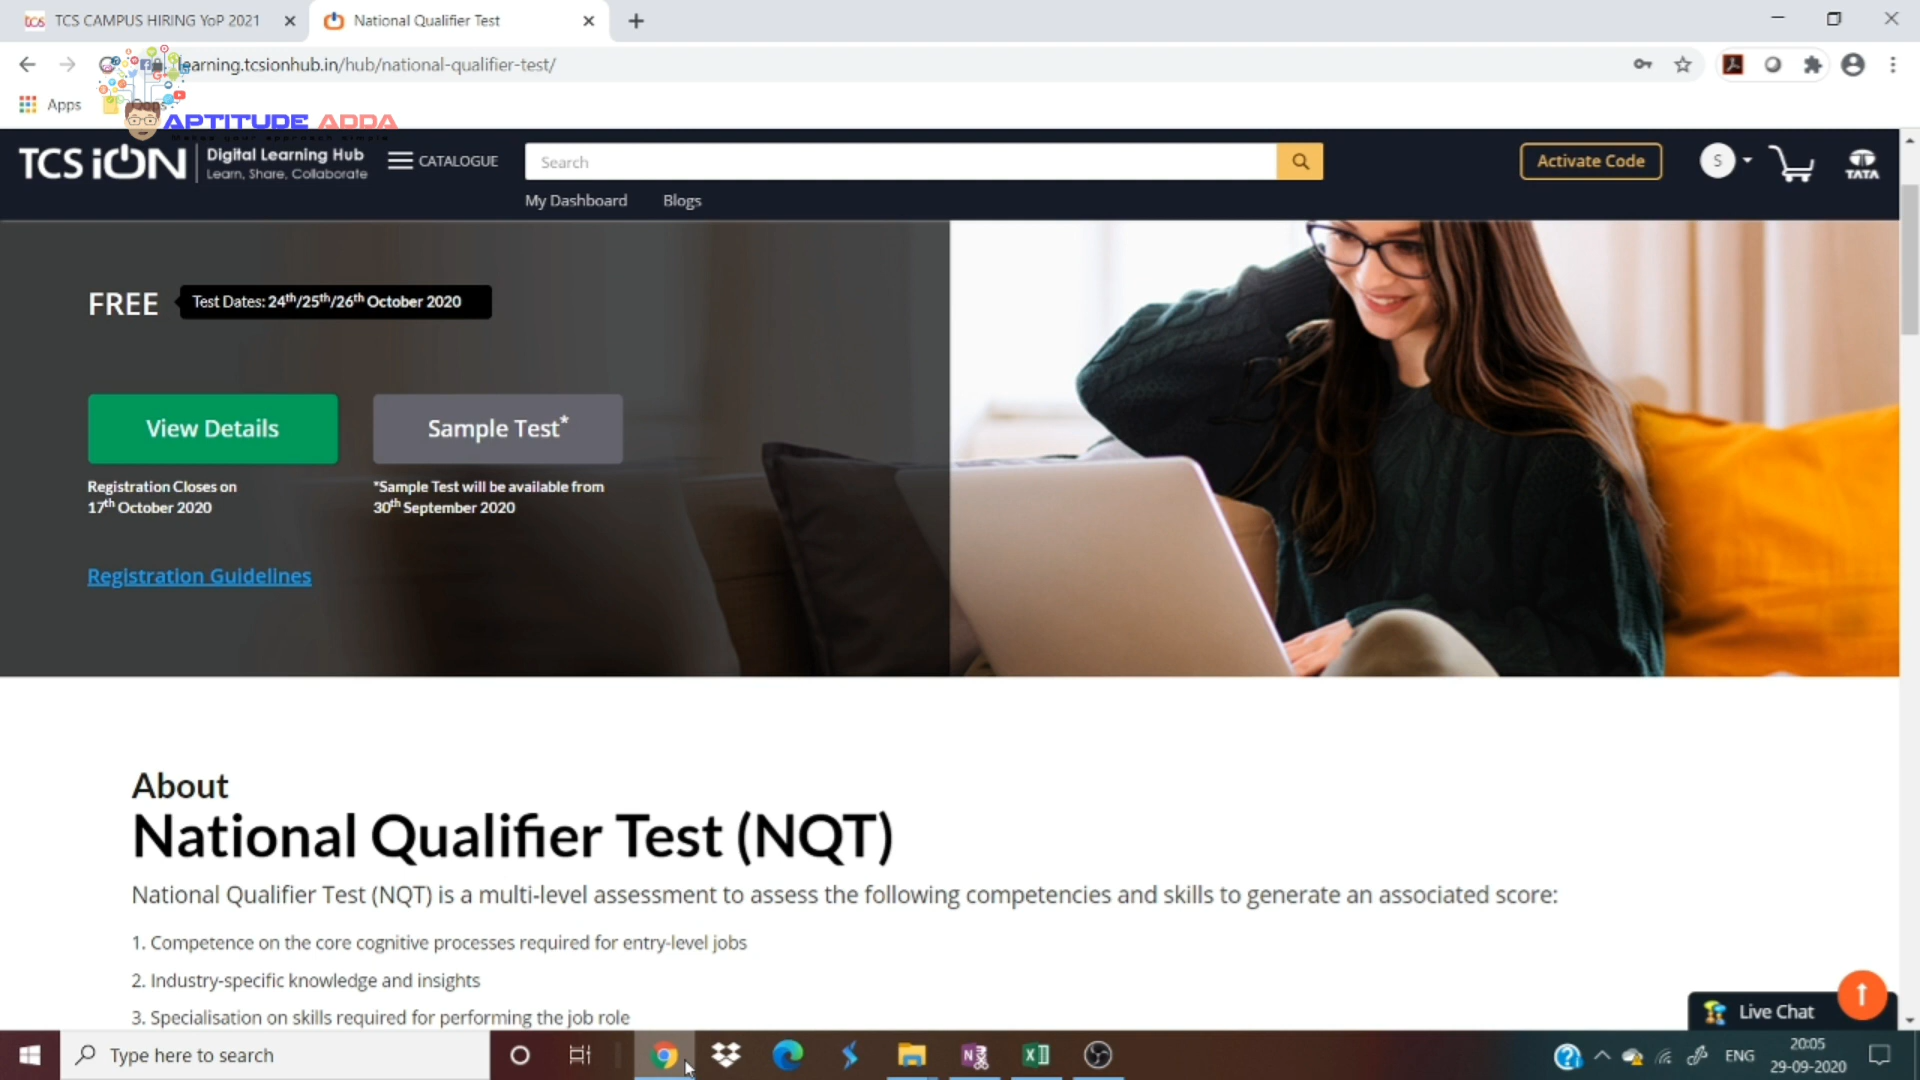 TCS CAMPUS HIRING YoP 2021
National Qualifier Test
learning.tcsionhub.in/hub/national-qualifier-test/
Apps
APTITUDE ADDA
TCS iON
Digital Learning Hub
Learn, Share, Collaborate
CATALOGUE
Search
Activate Code
S
TATA
My Dashboard
Blogs
FREE
Test Dates: 24th/25th/26th October 2020
View Details
Sample Test*
Registration Closes on
17th October 2020
*Sample Test will be available from
30th September 2020
Registration Guidelines
About
National Qualifier Test (NQT)
National Qualifier Test (NQT) is a multi-level assessment to assess the following competencies and skills to generate an associated score:
1. Competence on the core cognitive processes required for entry-level jobs
2. Industry-specific knowledge and insights
3. Specialisation on skills required for performing the job role
Live Chat
Type here to search
ENG
20:05
29-09-2020